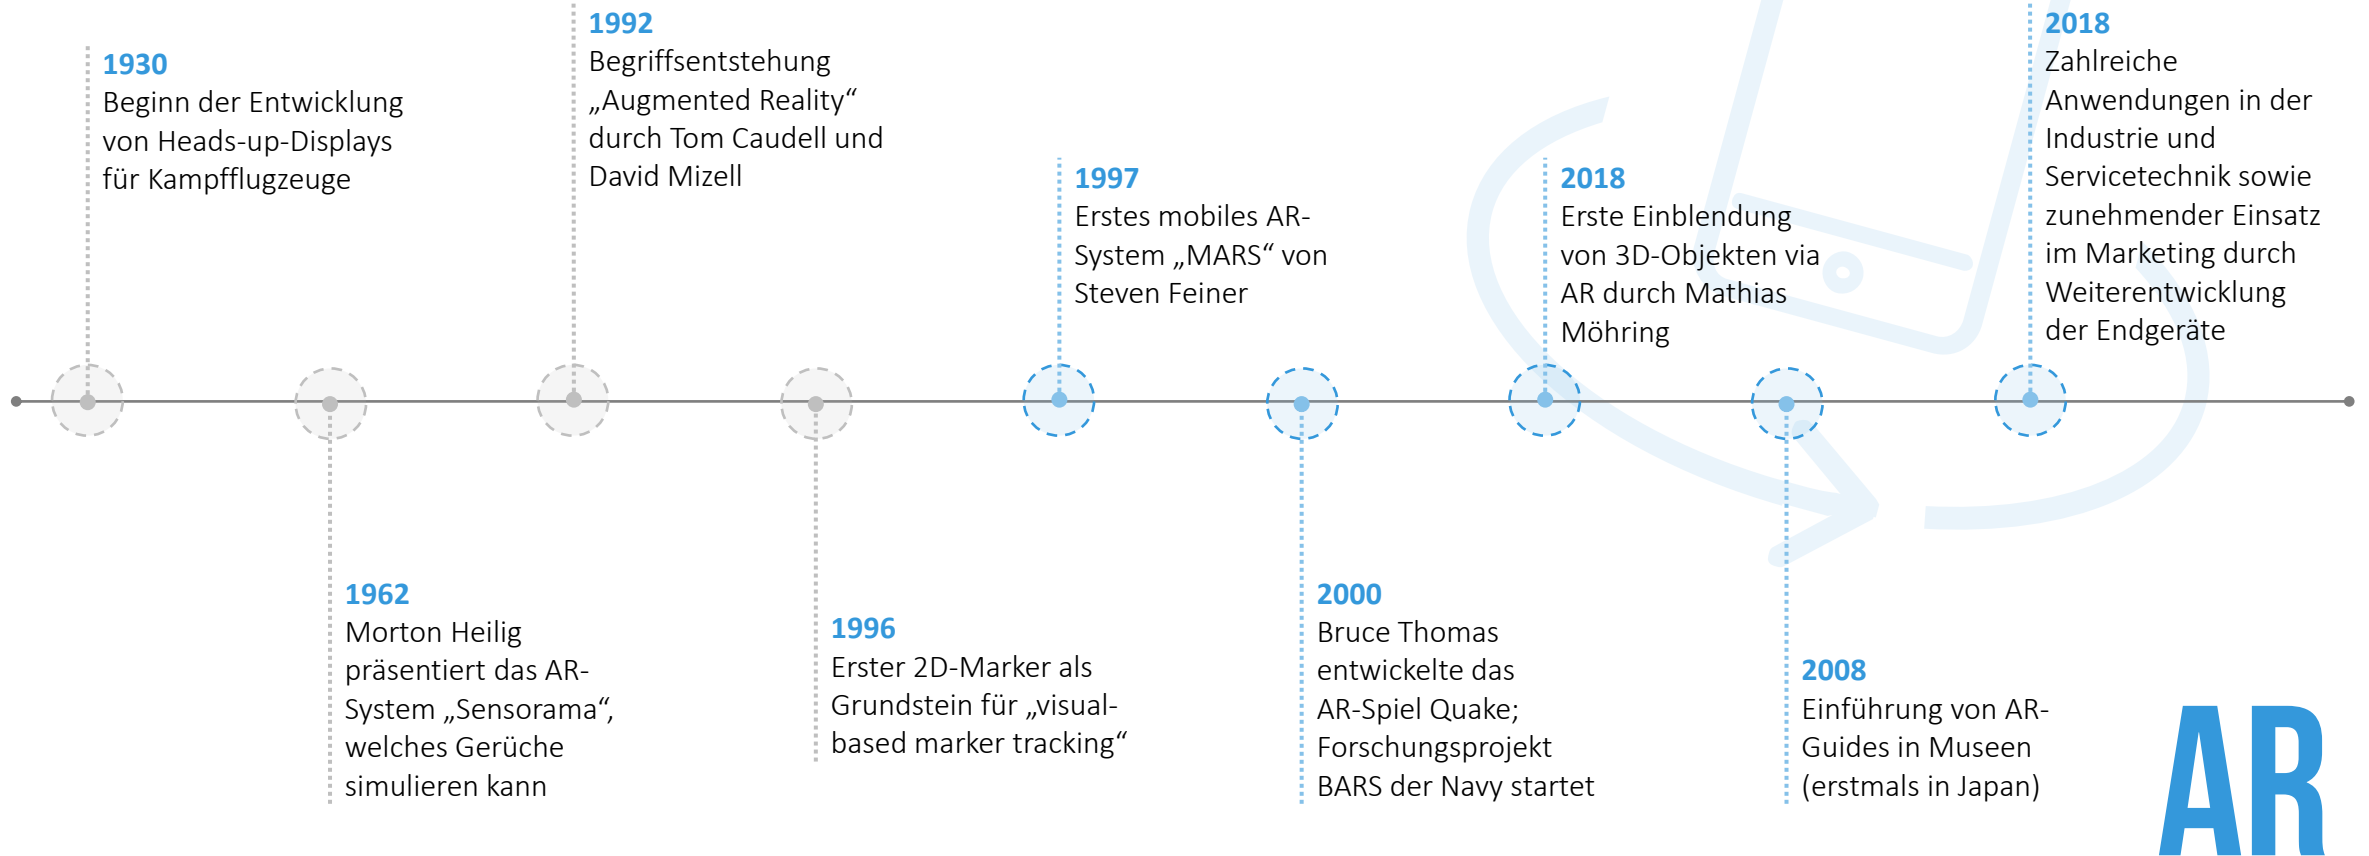 1930
Beginn der Entwicklung
von Heads-up-Displays
für Kampfflugzeuge
1962
Morton Heilig
präsentiert das AR-
System „Sensorama“,
welches Gerüche
simulieren kann
1992
Begriffsentstehung
„Augmented Reality“
durch Tom Caudell und
David Mizell
1996
Erster 2D-Marker als
Grundstein für „visual-
based marker tracking“
1997
Erstes mobiles AR-
System „MARS“ von
Steven Feiner
2000
Bruce Thomas
entwickelte das
AR-Spiel Quake;
Forschungsprojekt
BARS der Navy startet
2018
Erste Einblendung
von 3D-Objekten via
AR durch Mathias
Möhring
2008
Einführung von AR-
Guides in Museen
(erstmals in Japan)
2018
Zahlreiche
Anwendungen in der
Industrie und
Servicetechnik sowie
zunehmender Einsatz
im Marketing durch
Weiterentwicklung
der Endgeräte
AR